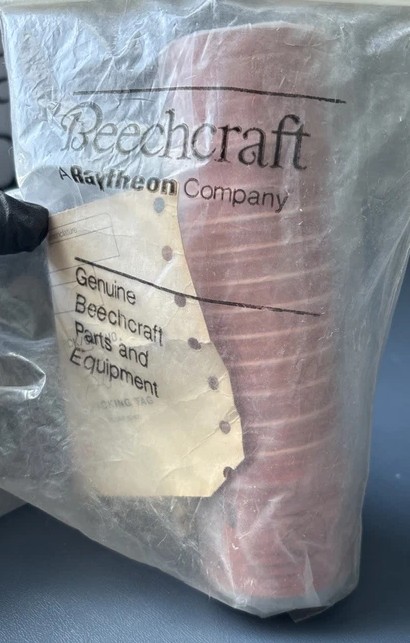 Beechcraft
A Raytheon Company
Genuine
Beechcraft
Parts and
Equipment